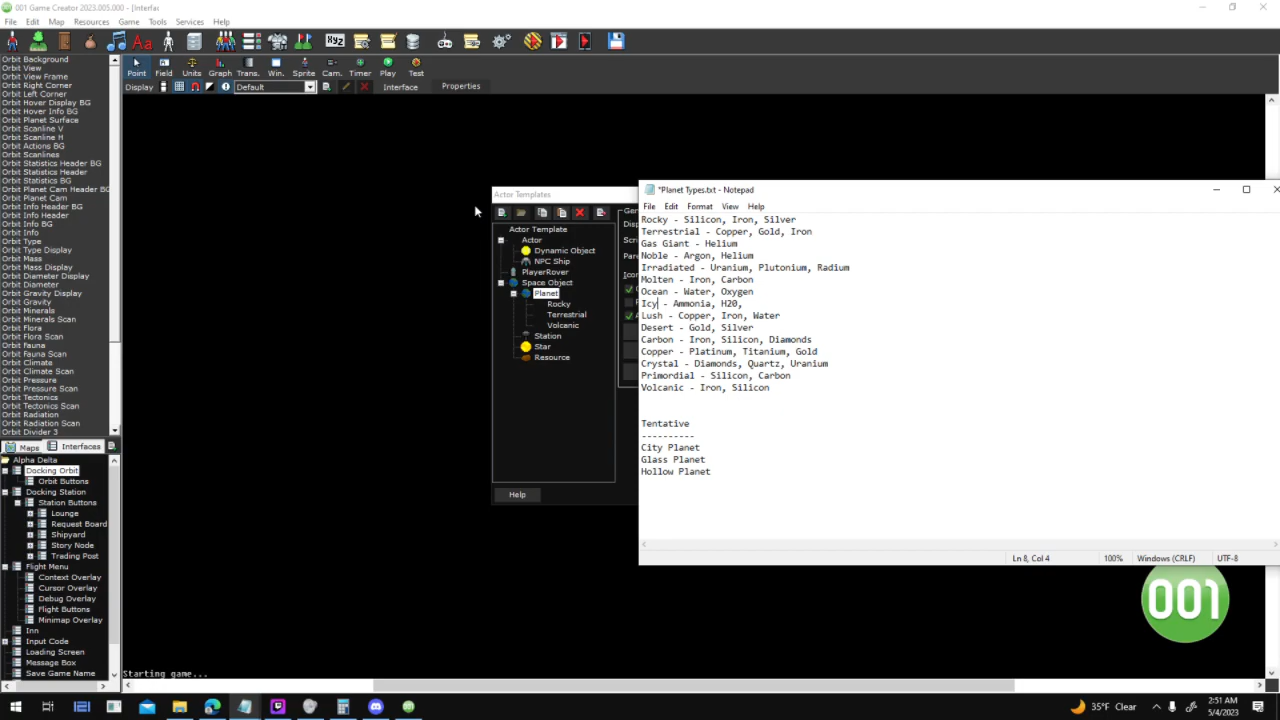 001 Game Creator 2023.005.000 - [Interfac
File Edit Map Resources Game Tools Services Help
Orbit Background
Orbit View
Orbit View Frame
Orbit Right Corner
Orbit Left Corner
Orbit Hover Display BG
Orbit Hover Info BG
Orbit Planet Surface
Orbit Scanline V
Orbit Scanline H
Orbit Actions BG
Orbit Scanlines
Orbit Statistics Header BG
Orbit Statistics Header
Orbit Statistics BG
Orbit Planet Cam Header BG
Orbit Planet Cam
Orbit Info Header BG
Orbit Info Header
Orbit Info BG
Orbit Info
Orbit Type
Orbit Type Display
Orbit Mass
Orbit Mass Display
Orbit Diameter Display
Orbit Diameter
Orbit Gravity Display
Orbit Gravity
Orbit Minerals
Orbit Minerals Scan
Orbit Flora
Orbit Flora Scan
Orbit Fauna
Orbit Fauna Scan
Orbit Climate
Orbit Climate Scan
Orbit Pressure
Orbit Pressure Scan
Orbit Tectonics
Orbit Tectonics Scan
Orbit Radiation
Orbit Radiation Scan
Orbit Divider 3
Maps Interfaces
Alpha Delta
Docking Orbit
Orbit Buttons
Docking Station
Station Buttons
Lounge
Request Board
Shipyard
Story Node
Trading Post
Flight Menu
Context Overlay
Cursor Overlay
Debug Overlay
Flight Buttons
Minimap Overlay
Inn
Input Code
Loading Screen
Message Box
Save Game Name
Point Field Units Graph Trans. Win. Sprite Cam. Timer Play Test
Display Default Interface Properties
Actor Templates
Actor Template
Actor
Dynamic Object
NPC Ship
PlayerRover
Space Object
Planet
Rocky
Terrestrial
Volcanic
Station
Star
Resource
Help
Gen
Disp
Scri
Pare
Icon
*Planet Types.txt - Notepad
File Edit Format View Help
Rocky - Silicon, Iron, Silver
Terrestrial - Copper, Gold, Iron
Gas Giant - Helium
Noble - Argon, Helium
Irradiated - Uranium, Plutonium, Radium
Molten - Iron, Carbon
Ocean - Water, Oxygen
Icy - Ammonia, H20,
Lush - Copper, Iron, Water
Desert - Gold, Silver
Carbon - Iron, Silicon, Diamonds
Copper - Platinum, Titanium, Gold
Crystal - Diamonds, Quartz, Uranium
Primordial - Silicon, Carbon
Volcanic - Iron, Silicon
Tentative
----------
City Planet
Glass Planet
Hollow Planet
Ln 8, Col 4 100% Windows (CRLF) UTF-8
001
Starting game...
35°F Clear
2:51 AM
5/4/2023